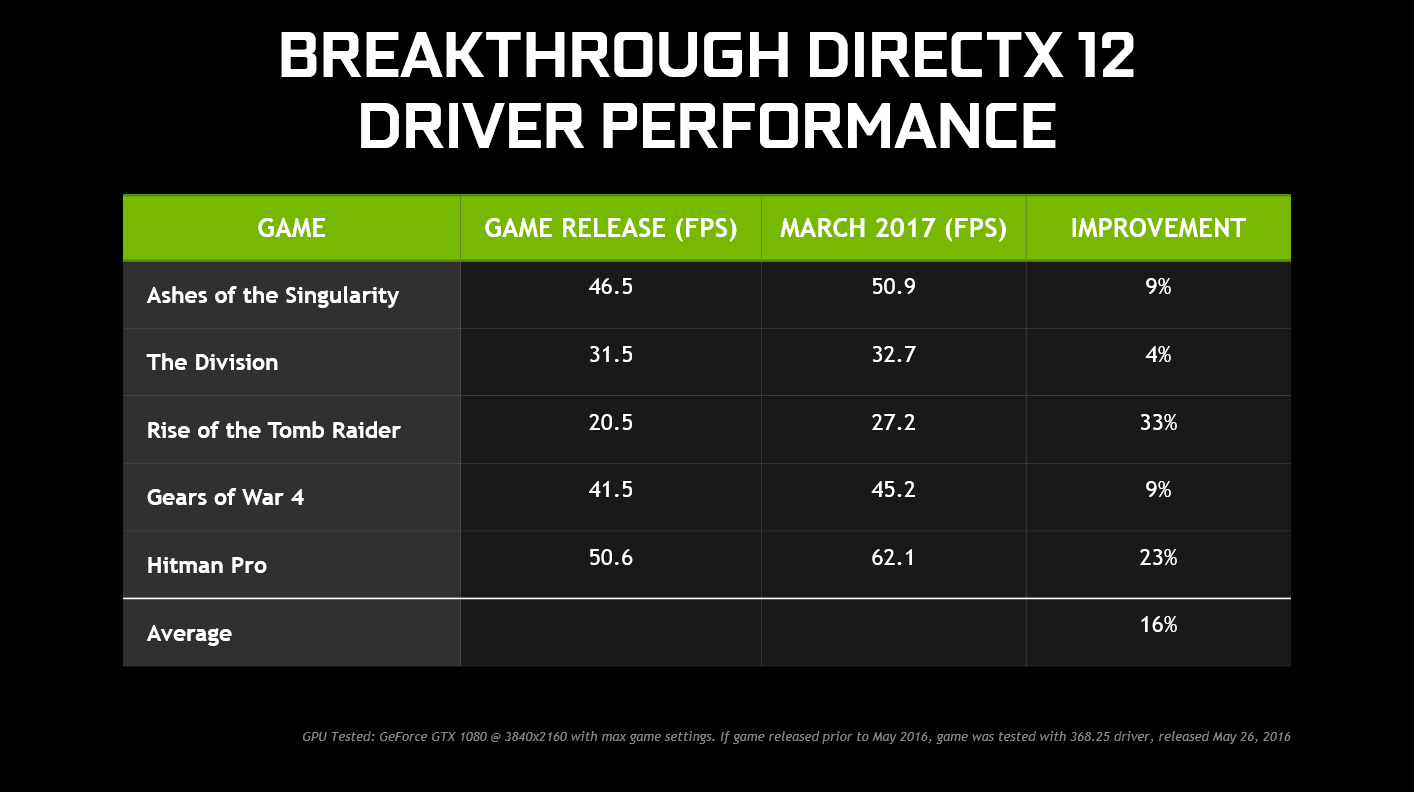 BREAKTHROUGH DIRECTX 12
DRIVER PERFORMANCE
GAME GAME RELEASE (FPS) MARCH 2017 (FPS) IMPROVEMENT
Ashes of the Singularity 46.5 50.9 9%
The Division 31.5 32.7 4%
Rise of the Tomb Raider 20.5 27.2 33%
Gears of War 4 41.5 45.2 9%
Hitman Pro 50.6 62.1 23%
Average 16%
GPU Tested: GeForce GTX 1080 @ 3840x2160 with max game settings. If game released prior to May 2016, game was tested with 368.25 driver, released May 26, 2016